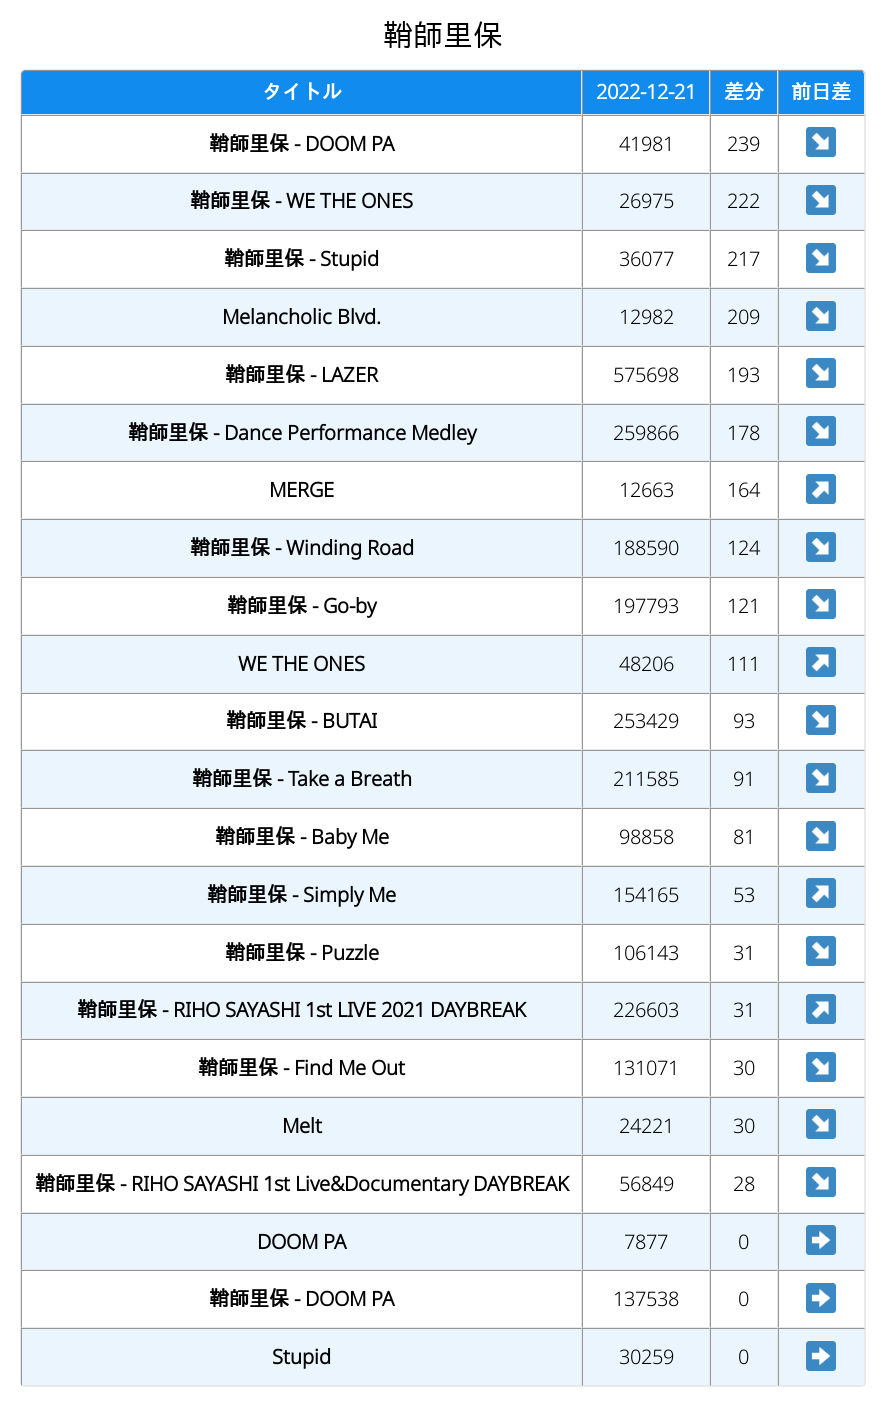 鞘師里保
タイトル 2022-12-21 差分 前日差
鞘師里保 - DOOM PA 41981 239 ↘
鞘師里保 - WE THE ONES 26975 222 ↘
鞘師里保 - Stupid 36077 217 ↘
Melancholic Blvd. 12982 209 ↘
鞘師里保 - LAZER 575698 193 ↘
鞘師里保 - Dance Performance Medley 259866 178 ↘
MERGE 12663 164 ↗
鞘師里保 - Winding Road 188590 124 ↘
鞘師里保 - Go-by 197793 121 ↘
WE THE ONES 48206 111 ↗
鞘師里保 - BUTAI 253429 93 ↘
鞘師里保 - Take a Breath 211585 91 ↘
鞘師里保 - Baby Me 98858 81 ↘
鞘師里保 - Simply Me 154165 53 ↗
鞘師里保 - Puzzle 106143 31 ↘
鞘師里保 - RIHO SAYASHI 1st LIVE 2021 DAYBREAK 226603 31 ↗
鞘師里保 - Find Me Out 131071 30 ↘
Melt 24221 30 ↘
鞘師里保 - RIHO SAYASHI 1st Live&Documentary DAYBREAK 56849 28 ↘
DOOM PA 7877 0 ➡
鞘師里保 - DOOM PA 137538 0 ➡
Stupid 30259 0 ➡